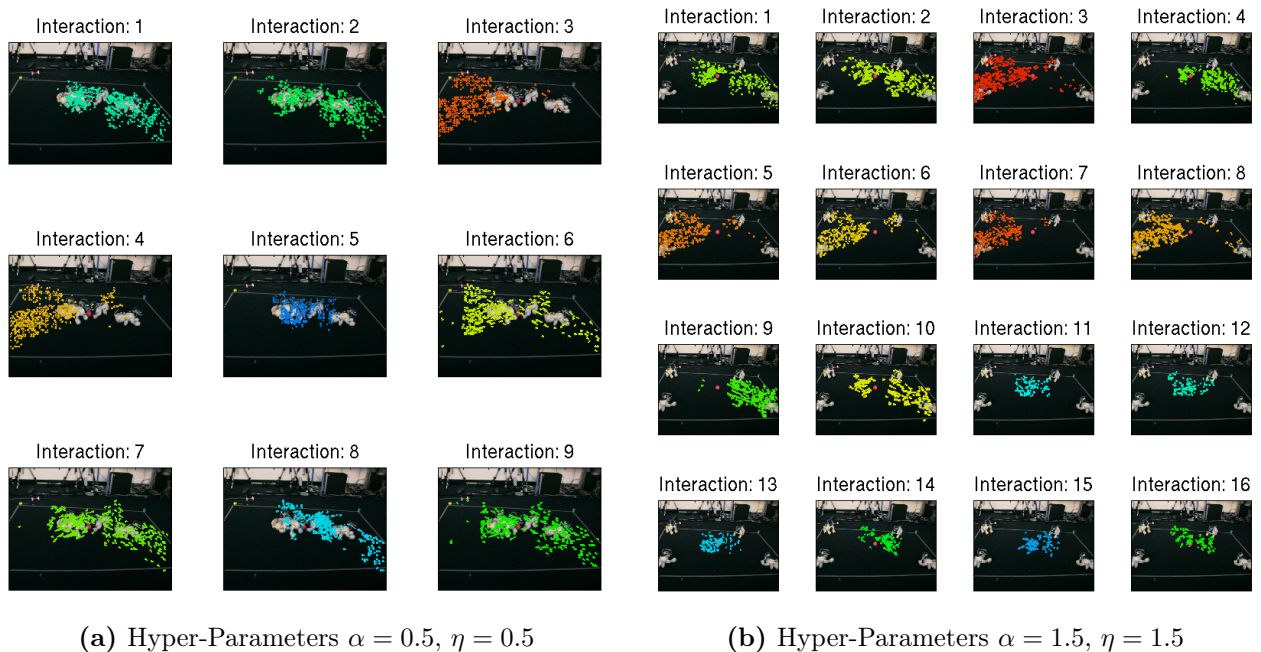 Interaction: 1
Interaction: 2
Interaction: 3
Interaction: 4
Interaction: 5
Interaction: 6
Interaction: 7
Interaction: 8
Interaction: 9
(a) Hyper-Parameters α = 0.5, η = 0.5
Interaction: 1
Interaction: 2
Interaction: 3
Interaction: 4
Interaction: 5
Interaction: 6
Interaction: 7
Interaction: 8
Interaction: 9
Interaction: 10
Interaction: 11
Interaction: 12
Interaction: 13
Interaction: 14
Interaction: 15
Interaction: 16
(b) Hyper-Parameters α = 1.5, η = 1.5